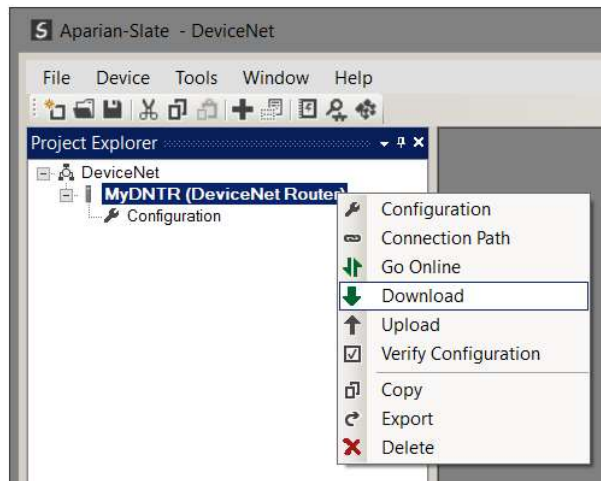 S Aparian-Slate - DeviceNet
File Device Tools Window Help
Project Explorer
DeviceNet
MyDNTR (DeviceNet Router)
Configuration
Configuration
Connection Path
Go Online
Download
Upload
Verify Configuration
Copy
Export
Delete